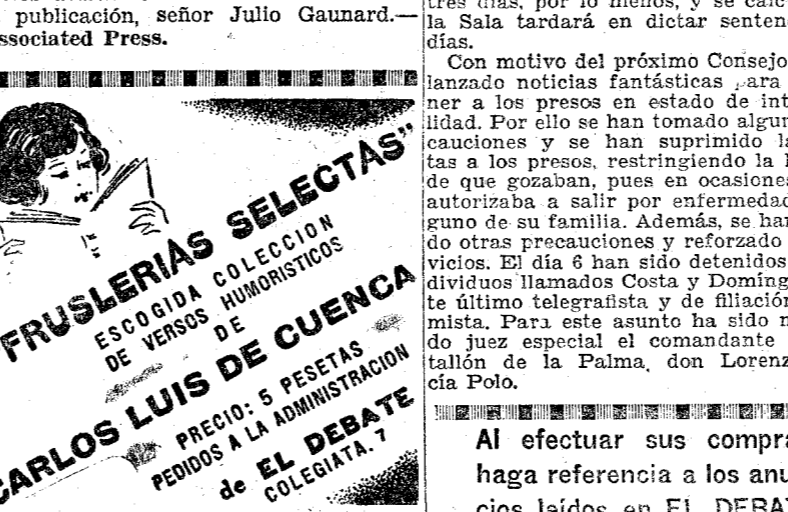 publicación, señor Julio Gaunard.—
ssociated Press.
FRUSLERIAS SELECTAS"
ESCOGIDA COLECCION
DE VERSOS HUMORISTICOS
DE
CARLOS LUIS DE CUENCA
PRECIO: 5 PESETAS
PEDIDOS A LA ADMINISTRACION
de EL DEBATE
COLEGIATA, 7
tres días, por lo menos, y se calc
la Sala tardará en dictar senten
días.
Con motivo del próximo Consejo
lanzado noticias fantásticas para
ner a los presos en estado de int
lidad. Por ello se han tomado algun
cauciones y se han suprimido la
tas a los presos, restringiendo la l
de que gozaban, pues en ocasione
autorizaba a salir por enfermedad
guno de su familia. Además, se han
do otras precauciones y reforzado
vicios. El día 6 han sido detenidos
dividuos llamados Costa y Domíng
te último telegrafista y de filiación
mista. Para este asunto ha sido n
do juez especial el comandante
tallón de la Palma, don Lorenz
cía Polo.
Al efectuar sus compra
haga referencia a los anu
cios leídos en EL DEBAT